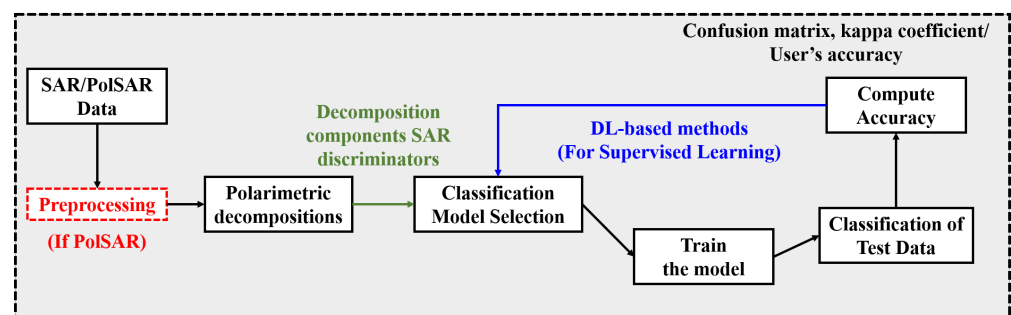 Confusion matrix, kappa coefficient/
User's accuracy
SAR/PolSAR
Data
Compute
Accuracy
Decomposition
components SAR
discriminators
DL-based methods
(For Supervised Learning)
Preprocessing
(If PolSAR)
Polarimetric
decompositions
Classification
Model Selection
Train
the model
Classification of
Test Data